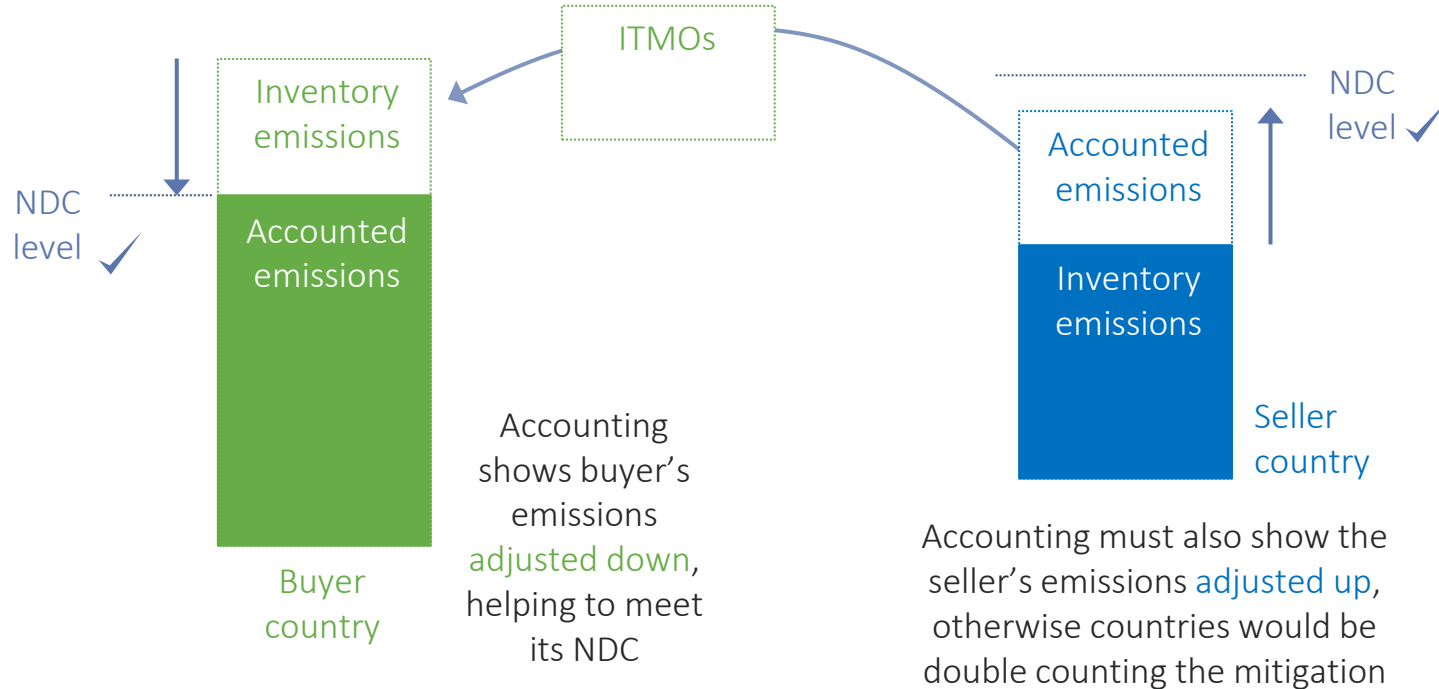 ITMOs
Inventory
emissions
NDC
level
Accounted
emissions
Buyer
country
Accounting
shows buyer’s
emissions
adjusted down,
helping to meet
its NDC
NDC
level
Accounted
emissions
Inventory
emissions
Seller
country
Accounting must also show the
seller’s emissions adjusted up,
otherwise countries would be
double counting the mitigation